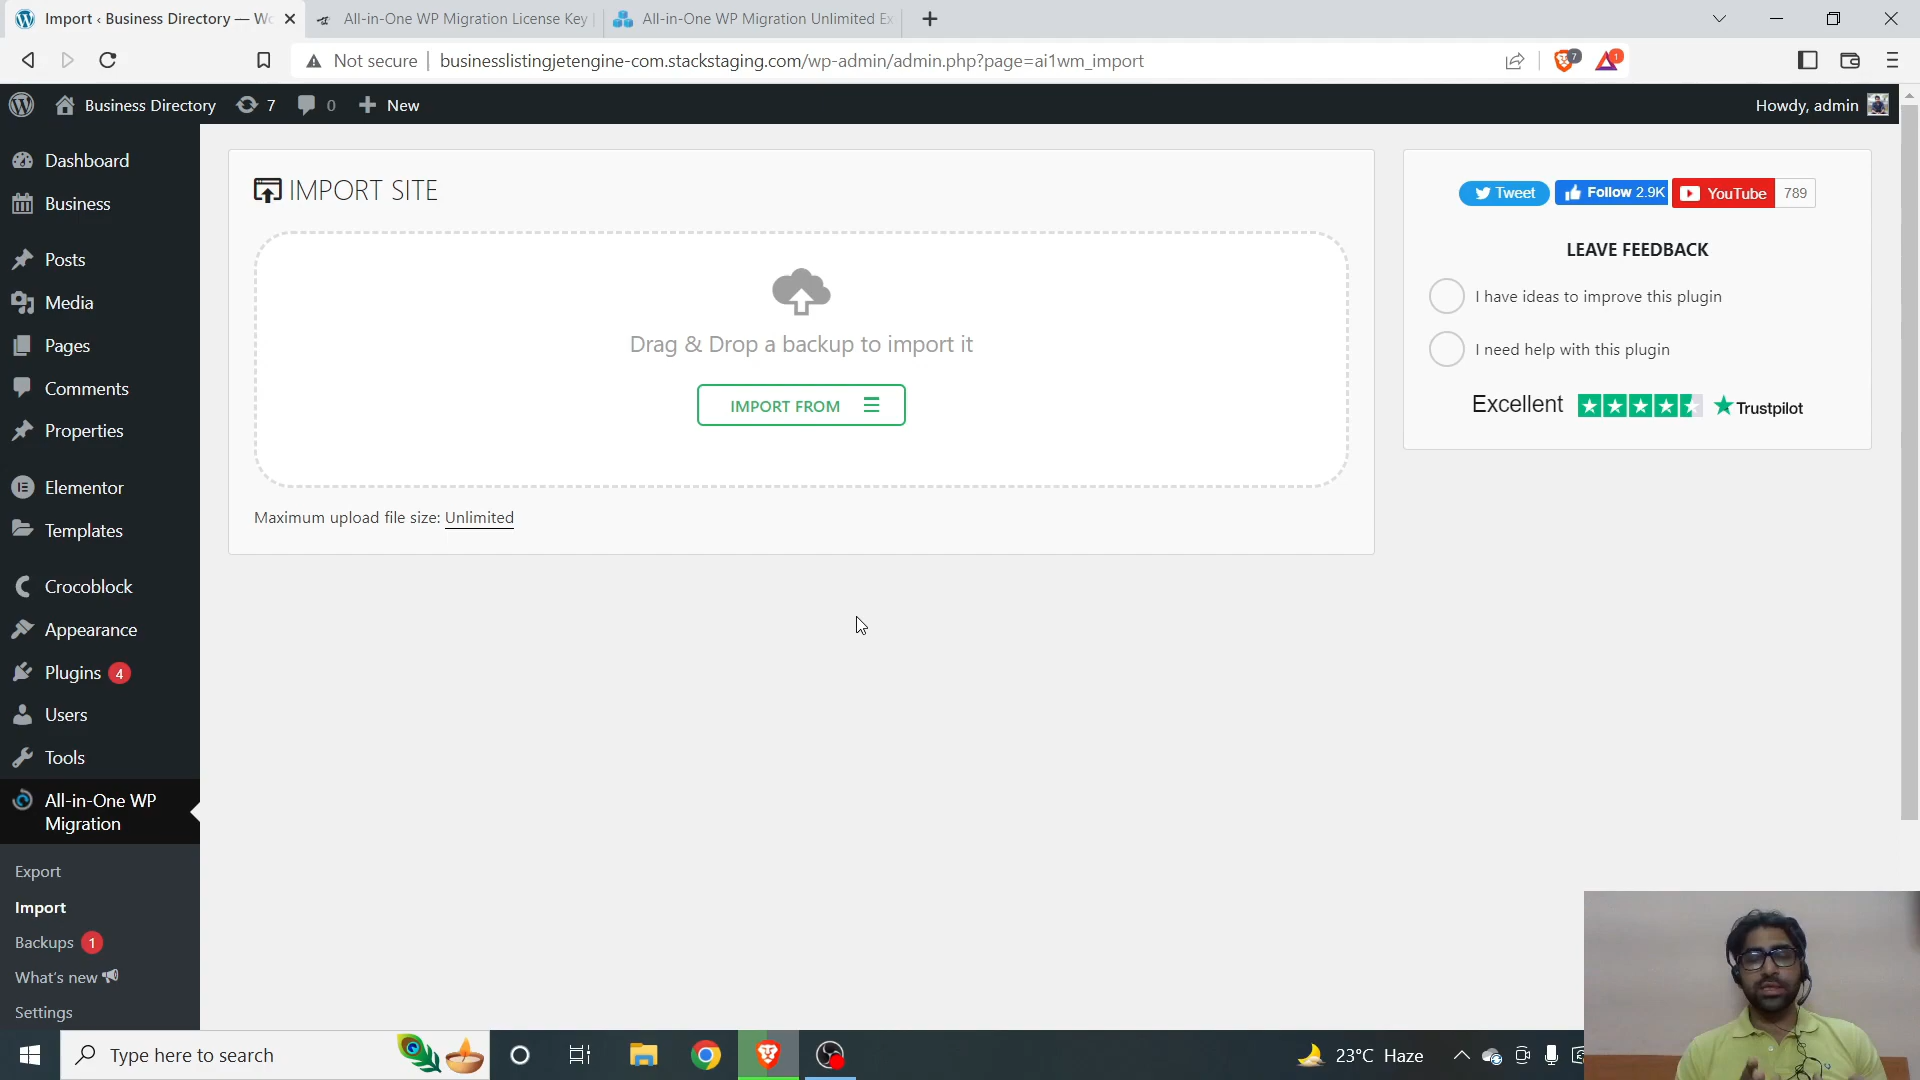 Import ‹ Business Directory — Wo
All-in-One WP Migration License Key
All-in-One WP Migration Unlimited Ex
Not secure
businesslistingjetengine-com.stackstaging.com/wp-admin/admin.php?page=ai1wm_import
7
1
Business Directory
7
0
New
Howdy, admin
Dashboard
Business
Posts
Media
Pages
Comments
Properties
Elementor
Templates
Crocoblock
Appearance
Plugins 4
Users
Tools
All-in-One WP
Migration
Export
Import
Backups 1
What's new
Settings
IMPORT SITE
Drag & Drop a backup to import it
IMPORT FROM
Maximum upload file size: Unlimited
Tweet
Follow 2.9K
YouTube 789
LEAVE FEEDBACK
I have ideas to improve this plugin
I need help with this plugin
Excellent Trustpilot
Type here to search
23°C Haze